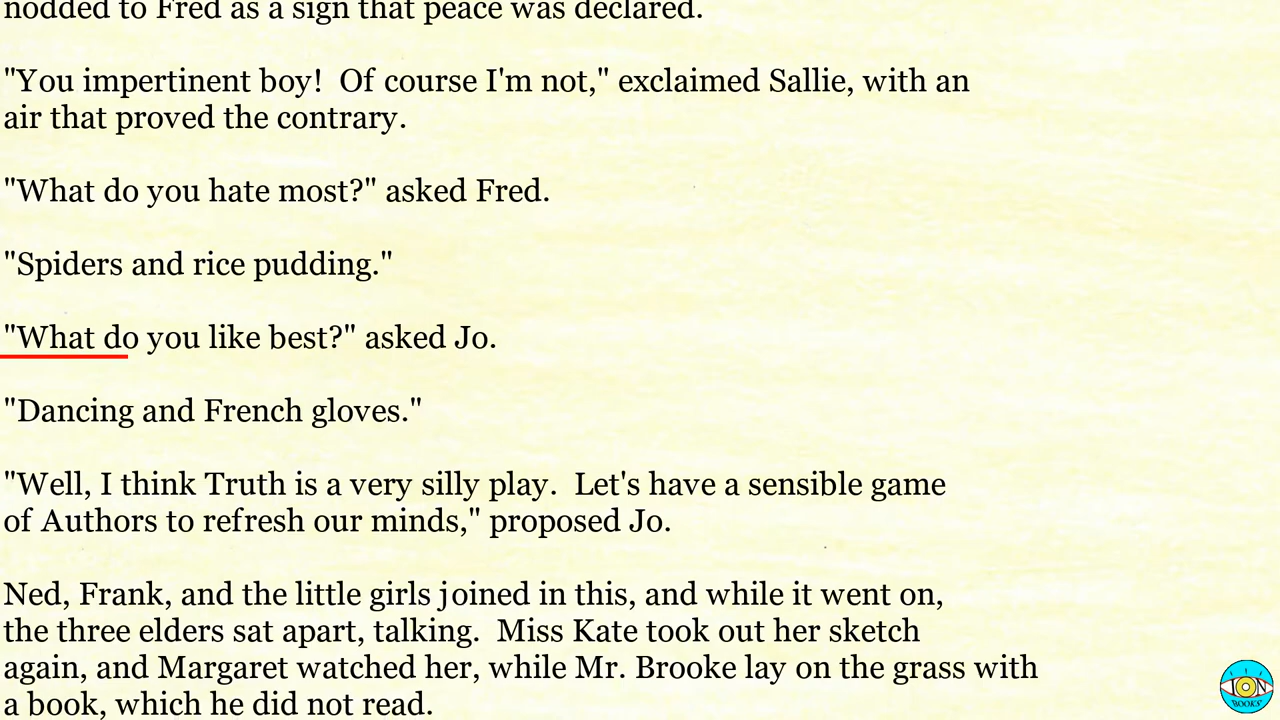 nodded to Fred as a sign that peace was declared.
"You impertinent boy!  Of course I'm not," exclaimed Sallie, with an
air that proved the contrary.
"What do you hate most?" asked Fred.
"Spiders and rice pudding."
"What do you like best?" asked Jo.
"Dancing and French gloves."
"Well, I think Truth is a very silly play.  Let's have a sensible game
of Authors to refresh our minds," proposed Jo.
Ned, Frank, and the little girls joined in this, and while it went on,
the three elders sat apart, talking.  Miss Kate took out her sketch
again, and Margaret watched her, while Mr. Brooke lay on the grass with
a book, which he did not read.
ION
BOOKS